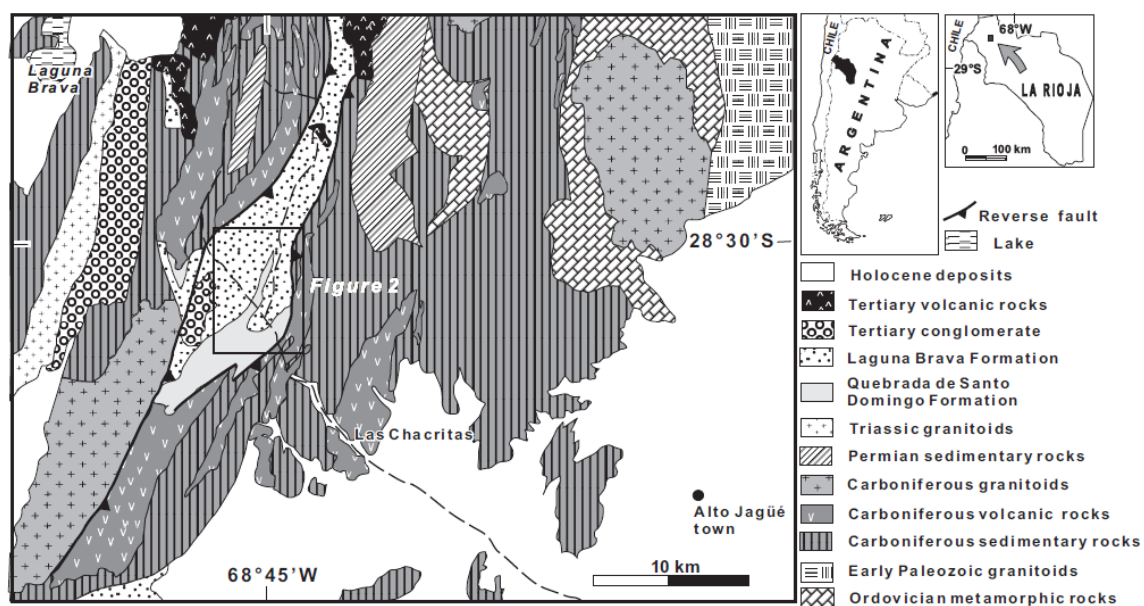 Laguna
Brava
Figure 2
28°30'S
Las Chacritas
Alto Jagüé
town
68°45'W
10 km
CHILE
ARGENTINA
CHILE
68°W
29°S
LA RIOJA
0 100 km
Reverse fault
Lake
Holocene deposits
Tertiary volcanic rocks
Tertiary conglomerate
Laguna Brava Formation
Quebrada de Santo
Domingo Formation
Triassic granitoids
Permian sedimentary rocks
Carboniferous granitoids
Carboniferous volcanic rocks
Carboniferous sedimentary rocks
Early Paleozoic granitoids
Ordovician metamorphic rocks